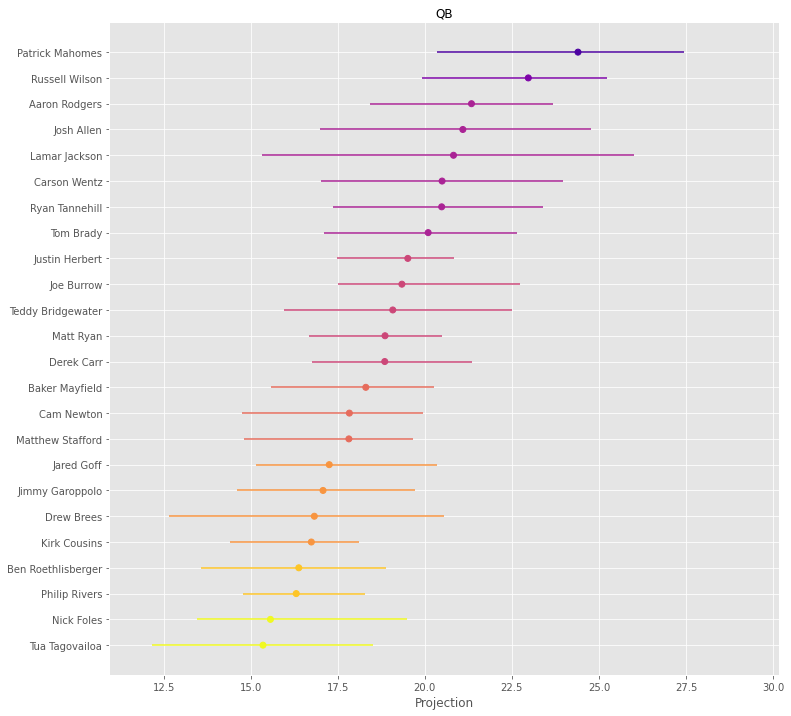 QB
Patrick Mahomes
Russell Wilson
Aaron Rodgers
Josh Allen
Lamar Jackson
Carson Wentz
Ryan Tannehill
Tom Brady
Justin Herbert
Joe Burrow
Teddy Bridgewater
Matt Ryan
Derek Carr
Baker Mayfield
Cam Newton
Matthew Stafford
Jared Goff
Jimmy Garoppolo
Drew Brees
Kirk Cousins
Ben Roethlisberger
Philip Rivers
Nick Foles
Tua Tagovailoa
12.5 15.0 17.5 20.0 22.5 25.0 27.5 30.0
Projection